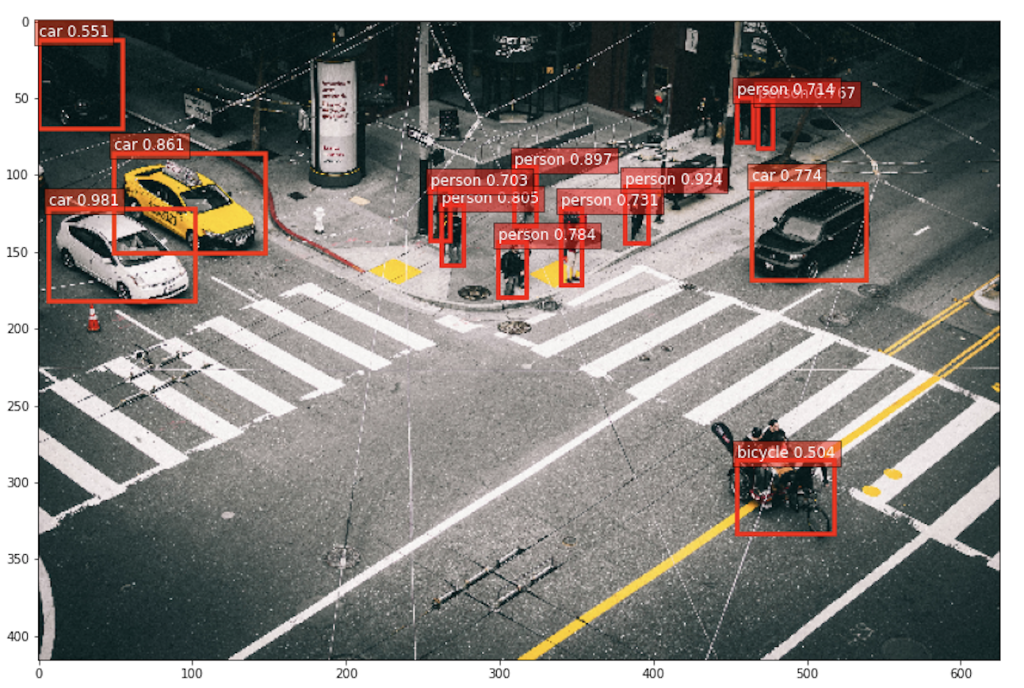 car 0.551
person 0.714
car 0.861
person 0.897
person 0.703
person 0.924
car 0.774
car 0.981
person 0.805
person 0.731
person 0.784
bicycle 0.504
0
50
100
150
200
250
300
350
400
0
100
200
300
400
500
600